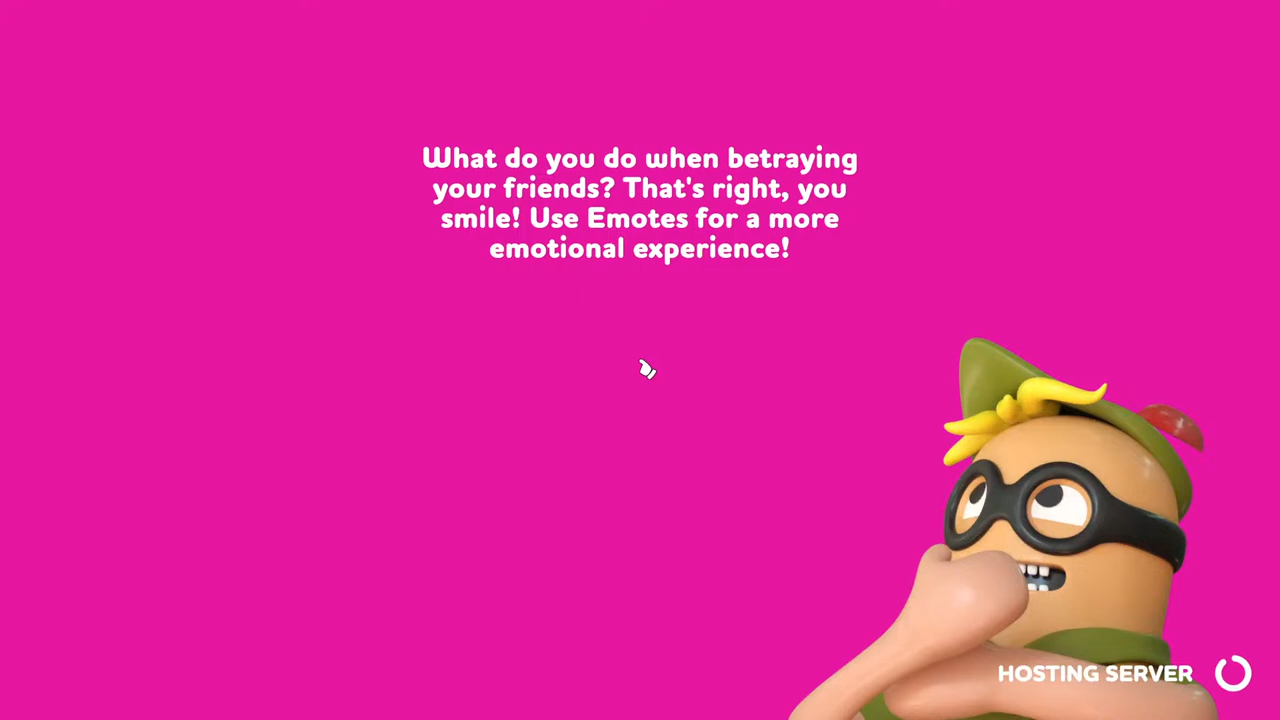 What do you do when betraying
your friends? That's right, you
smile! Use Emotes for a more
emotional experience!
HOSTING SERVER